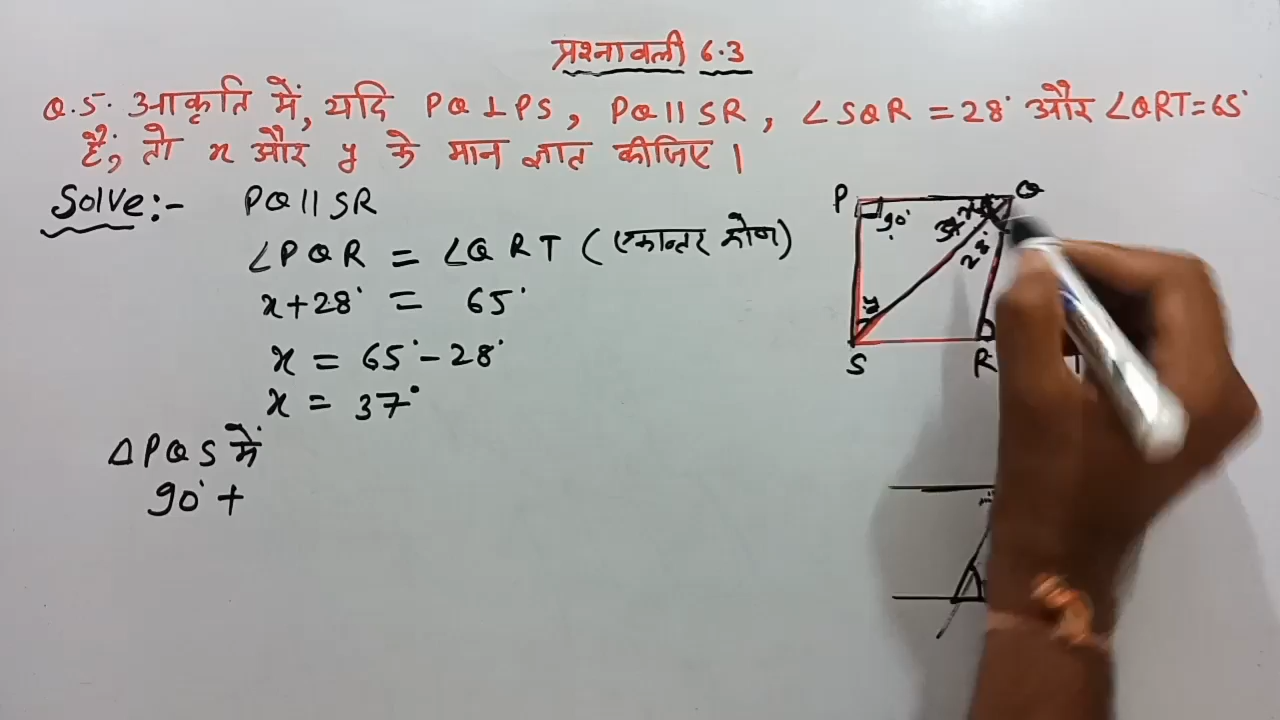 प्रश्नावली 6.3
Q.5. आकृति में, यदि PQ ⊥ PS, PQ || SR, ∠SQR = 28° और ∠QRT = 65°
हैं, तो x और y के मान ज्ञात कीजिए।
Solve:- PQ || SR
∠PQR = ∠QRT (एकान्तर कोण)
x + 28° = 65°
x = 65° - 28°
x = 37°
△PQS में
90° +
P
Q
90°
37°
x
28°
y
S
R
T